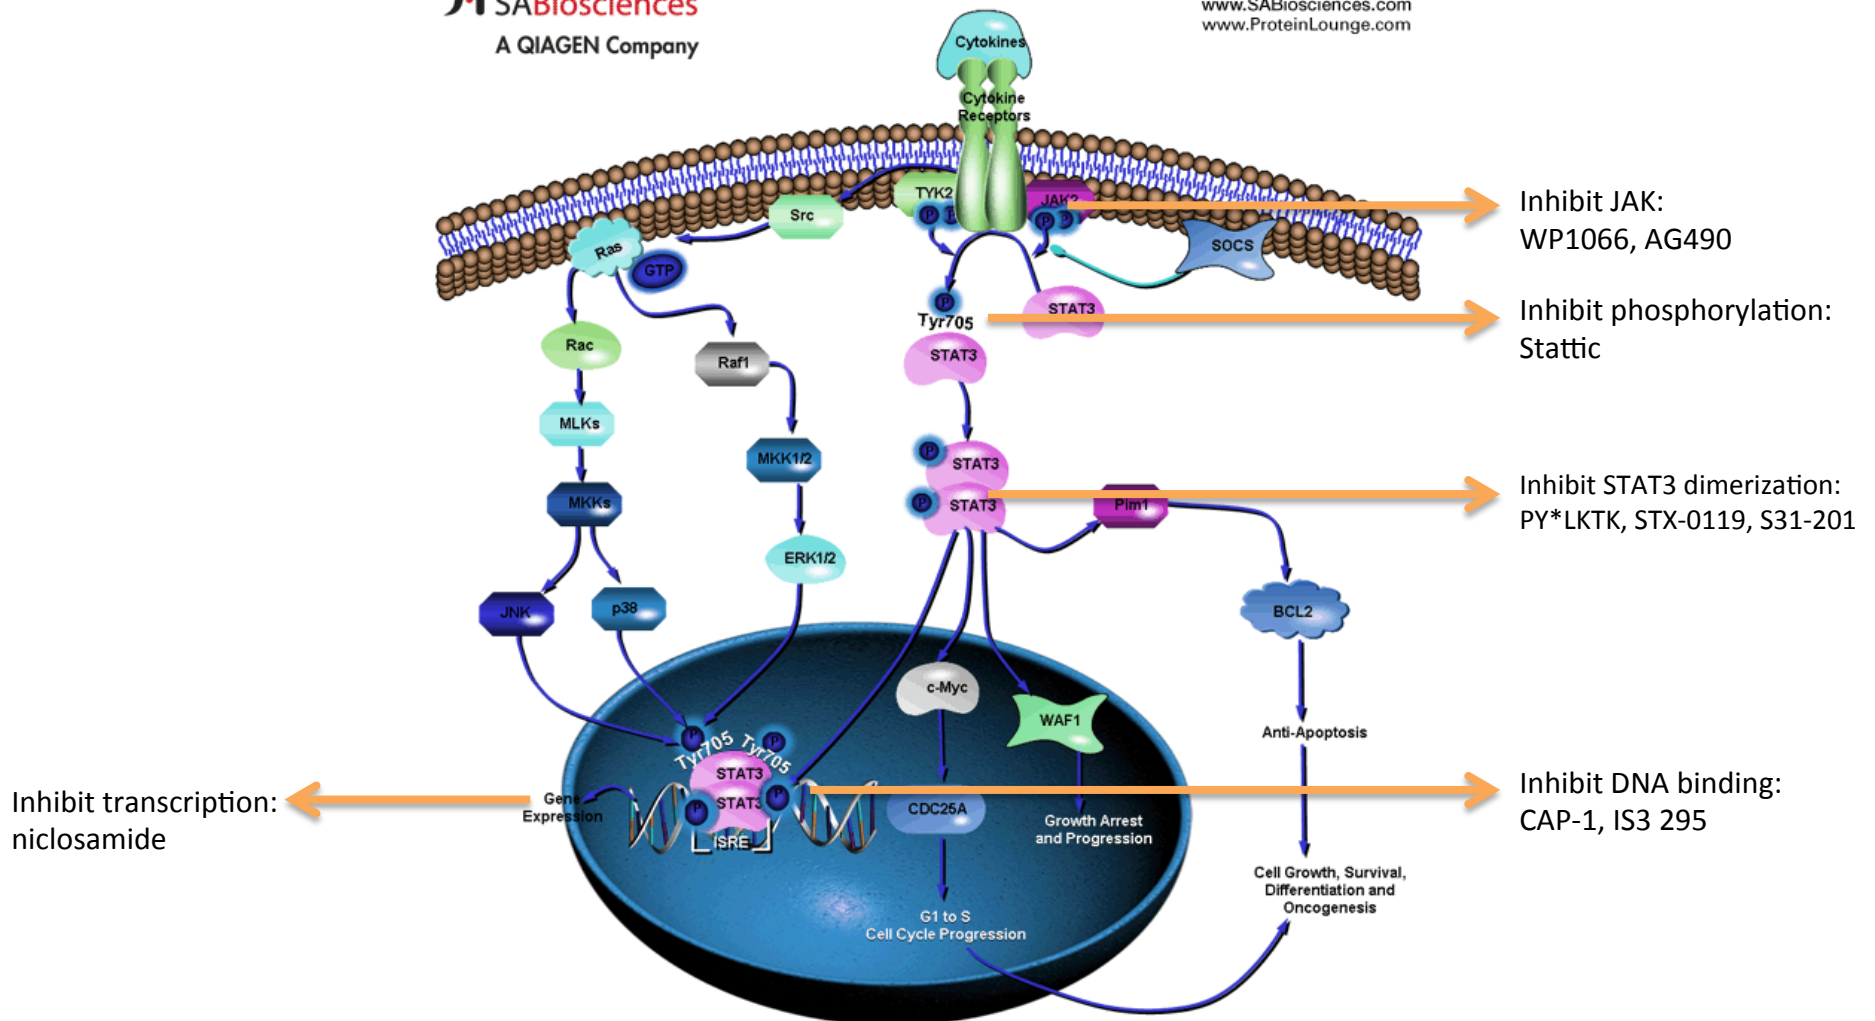 SABiosciences
A QIAGEN Company
www.SABiosciences.com
www.ProteinLounge.com
Cytokines
Cytokine
Receptors
TYK2
P
P
JAK2
P
P
Src
Ras
GTP
SOCS
Inhibit JAK:
WP1066, AG490
P
Tyr705
STAT3
STAT3
Inhibit phosphorylation:
Stattic
Rac
Raf1
MLKs
MKK1/2
MKKs
P
STAT3
P
STAT3
Pim1
Inhibit STAT3 dimerization:
PY*LKTK, STX-0119, S31-201
ERK1/2
JNK
p38
BCL2
c-Myc
WAF1
Anti-Apoptosis
P
Tyr705
P
Tyr705
STAT3
P
STAT3
P
ISRE
Gene
Expression
Inhibit transcription:
niclosamide
CDC25A
Growth Arrest
and Progression
Inhibit DNA binding:
CAP-1, IS3 295
Cell Growth, Survival,
Differentiation and
Oncogenesis
G1 to S
Cell Cycle Progression